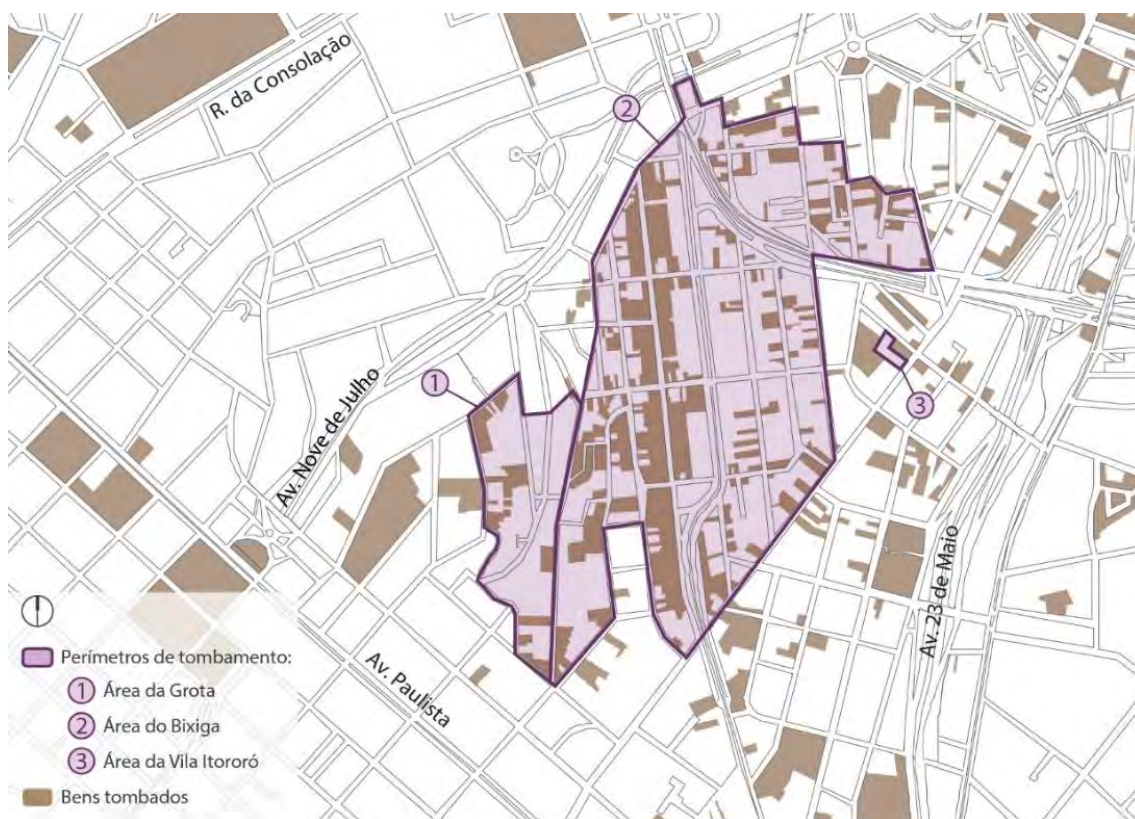 R. da Consolação
2
1
Av. Nove de Julho
3
Av. 23 de Maio
Av. Paulista
Perímetros de tombamento:
1 Área da Grota
2 Área do Bixiga
3 Área da Vila Itororó
Bens tombados